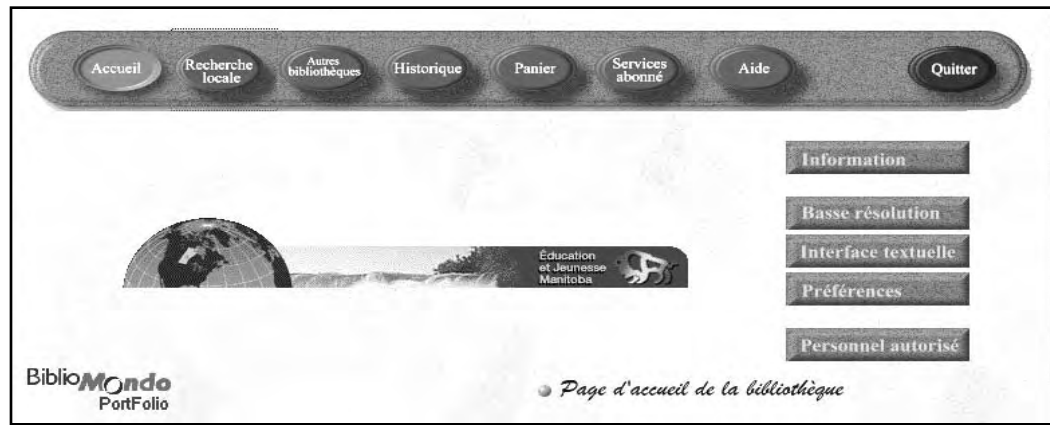 Accueil
Recherche
locale
Autres
bibliothèques
Historique
Panier
Services
abonné
Aide
Quitter
Information
Basse résolution
Interface textuelle
Préférences
Personnel autorisé
Éducation
et Jeunesse
Manitoba
BiblioMondo
PortFolio
Page d'accueil de la bibliothèque